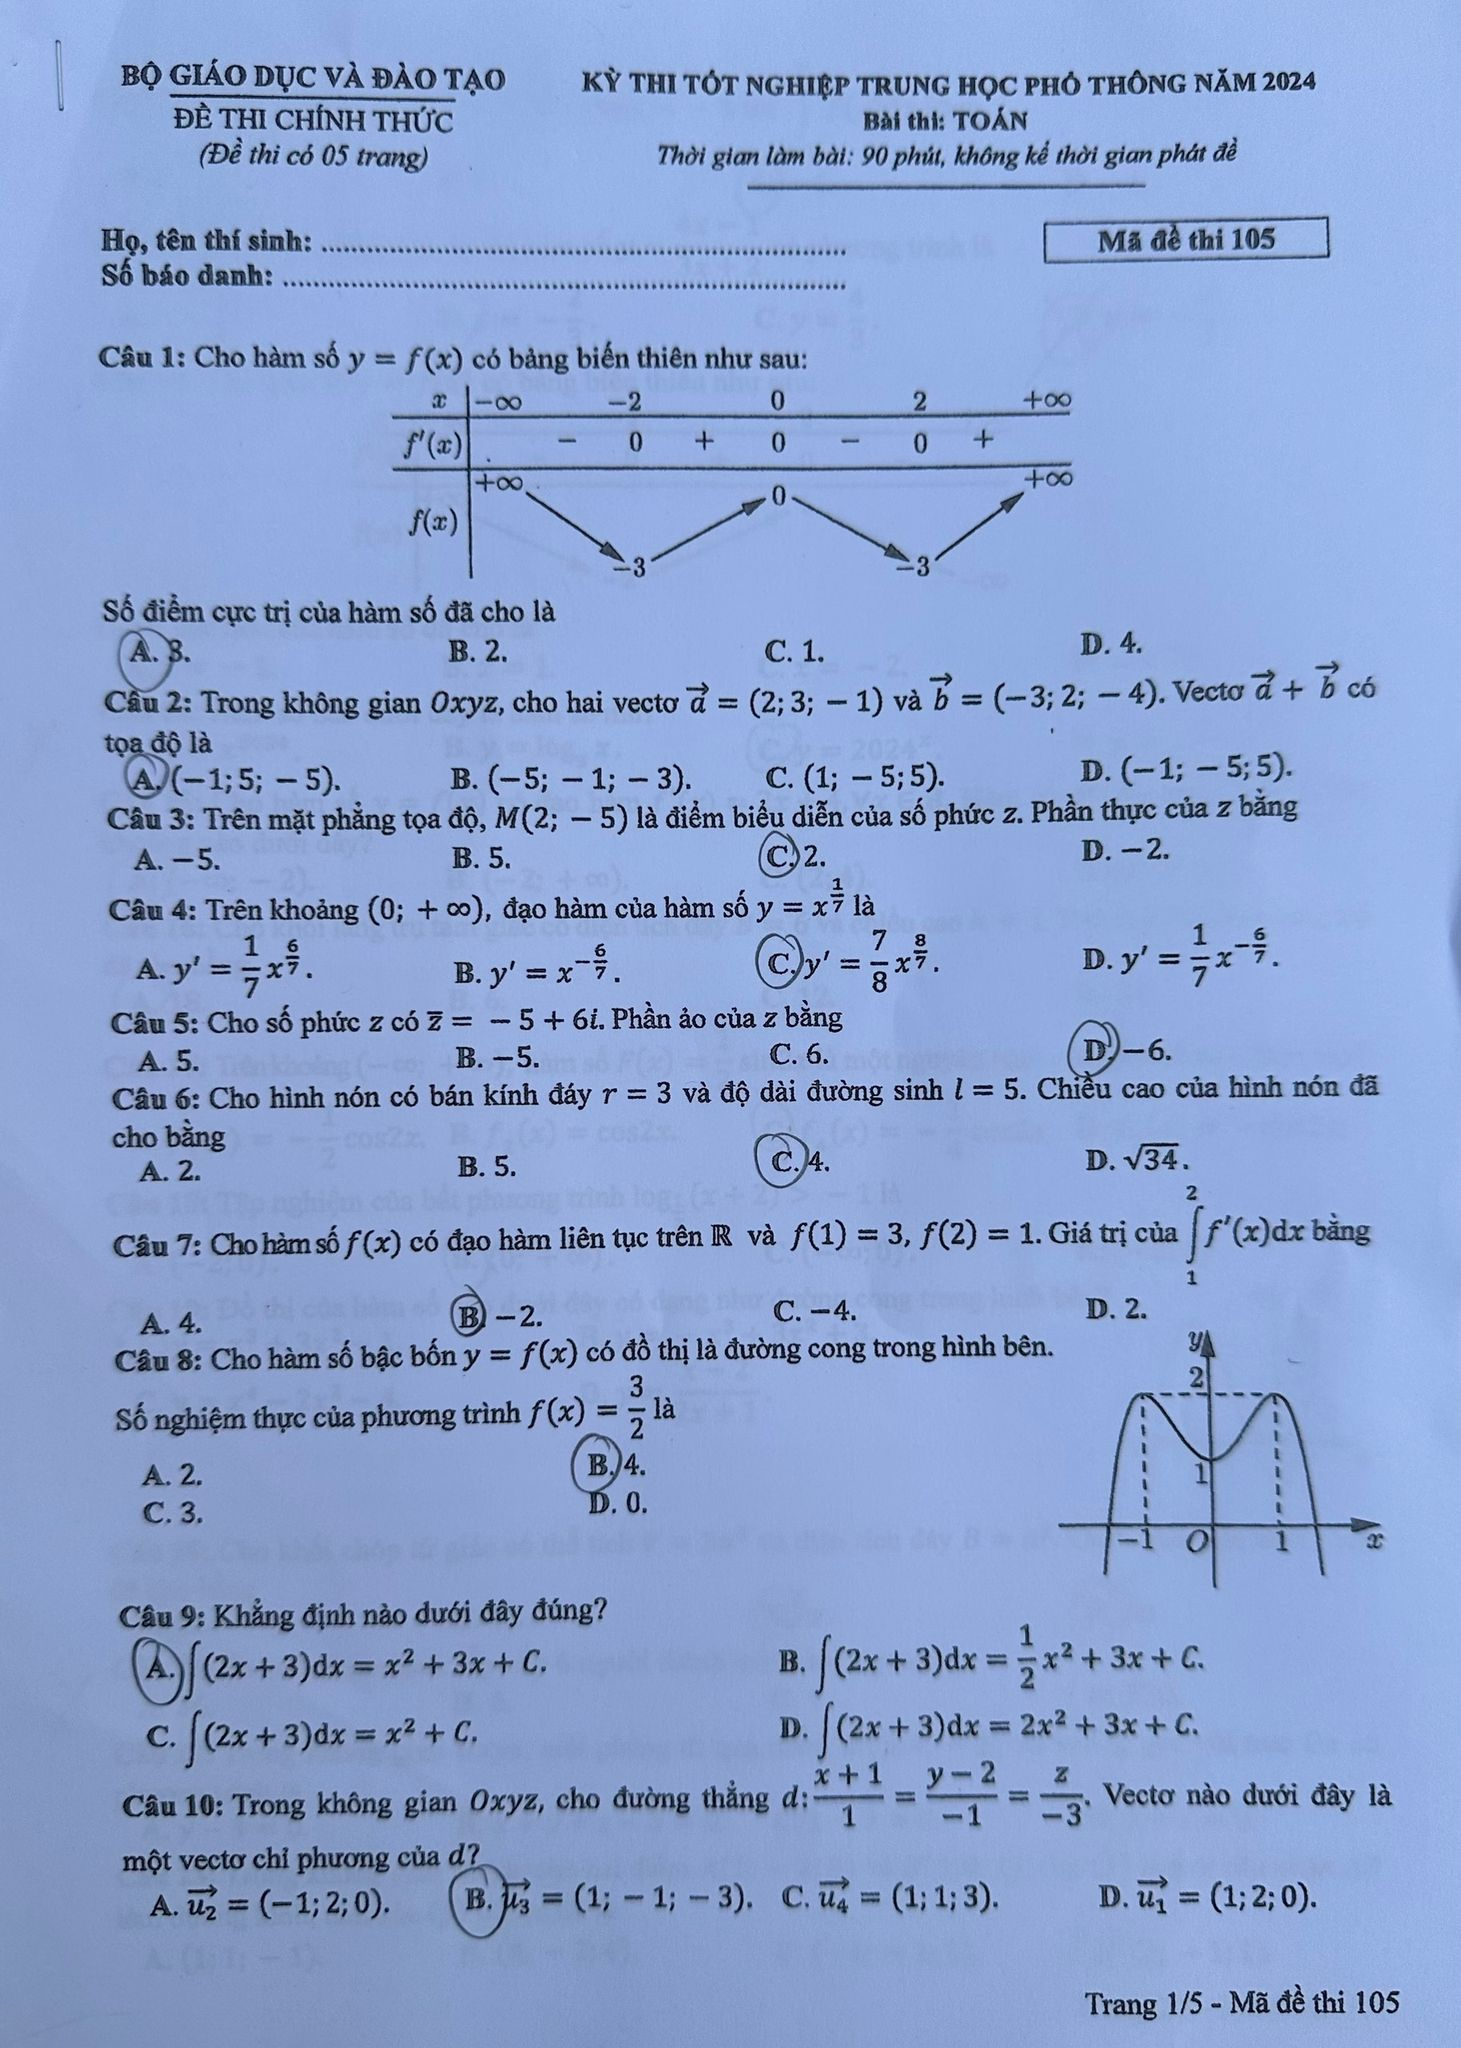 BỘ GIÁO DỤC VÀ ĐÀO TẠO
ĐỀ THI CHÍNH THỨC
(Đề thi có 05 trang)
KỲ THI TỐT NGHIỆP TRUNG HỌC PHỔ THÔNG NĂM 2024
Bài thi: TOÁN
Thời gian làm bài: 90 phút, không kể thời gian phát đề
Họ, tên thí sinh: ........................................................................
Số báo danh: .............................................................................
Mã đề thi 105
Câu 1: Cho hàm số y = f(x) có bảng biến thiên như sau:
x −∞ −2 0 2 +∞
f′(x) − 0 + 0 − 0 +
+∞ 0 +∞
f(x)
−3 −3
Số điểm cực trị của hàm số đã cho là
A. 3. B. 2. C. 1. D. 4.
Câu 2: Trong không gian Oxyz, cho hai vectơ a⃗ = (2; 3; − 1) và b⃗ = (−3; 2; − 4). Vectơ a⃗ + b⃗ có
tọa độ là
A. (−1; 5; − 5). B. (−5; − 1; − 3). C. (1; − 5; 5). D. (−1; − 5; 5).
Câu 3: Trên mặt phẳng tọa độ, M(2; − 5) là điểm biểu diễn của số phức z. Phần thực của z bằng
A. −5. B. 5. C. 2. D. −2.
Câu 4: Trên khoảng (0; + ∞), đạo hàm của hàm số y = x^(1/7) là
A. y′ = 1/7 x^(6/7). B. y′ = x^(−6/7). C. y′ = 7/8 x^(8/7). D. y′ = 1/7 x^(−6/7).
Câu 5: Cho số phức z có z̅ = − 5 + 6i. Phần ảo của z bằng
A. 5. B. −5. C. 6. D. −6.
Câu 6: Cho hình nón có bán kính đáy r = 3 và độ dài đường sinh l = 5. Chiều cao của hình nón đã
cho bằng
A. 2. B. 5. C. 4. D. √34.
Câu 7: Cho hàm số f(x) có đạo hàm liên tục trên ℝ và f(1) = 3, f(2) = 1. Giá trị của ∫₁² f′(x)dx bằng
A. 4. B. −2. C. −4. D. 2.
Câu 8: Cho hàm số bậc bốn y = f(x) có đồ thị là đường cong trong hình bên.
Số nghiệm thực của phương trình f(x) = 3/2 là
A. 2. B. 4.
C. 3. D. 0.
y
2
1
−1 O 1 x
Câu 9: Khẳng định nào dưới đây đúng?
A. ∫(2x + 3)dx = x² + 3x + C. B. ∫(2x + 3)dx = 1/2 x² + 3x + C.
C. ∫(2x + 3)dx = x² + C. D. ∫(2x + 3)dx = 2x² + 3x + C.
Câu 10: Trong không gian Oxyz, cho đường thẳng d: (x + 1)/1 = (y − 2)/−1 = z/−3. Vectơ nào dưới đây là
một vectơ chỉ phương của d?
A. u₂⃗ = (−1; 2; 0). B. u₃⃗ = (1; − 1; − 3). C. u₄⃗ = (1; 1; 3). D. u₁⃗ = (1; 2; 0).
Trang 1/5 - Mã đề thi 105